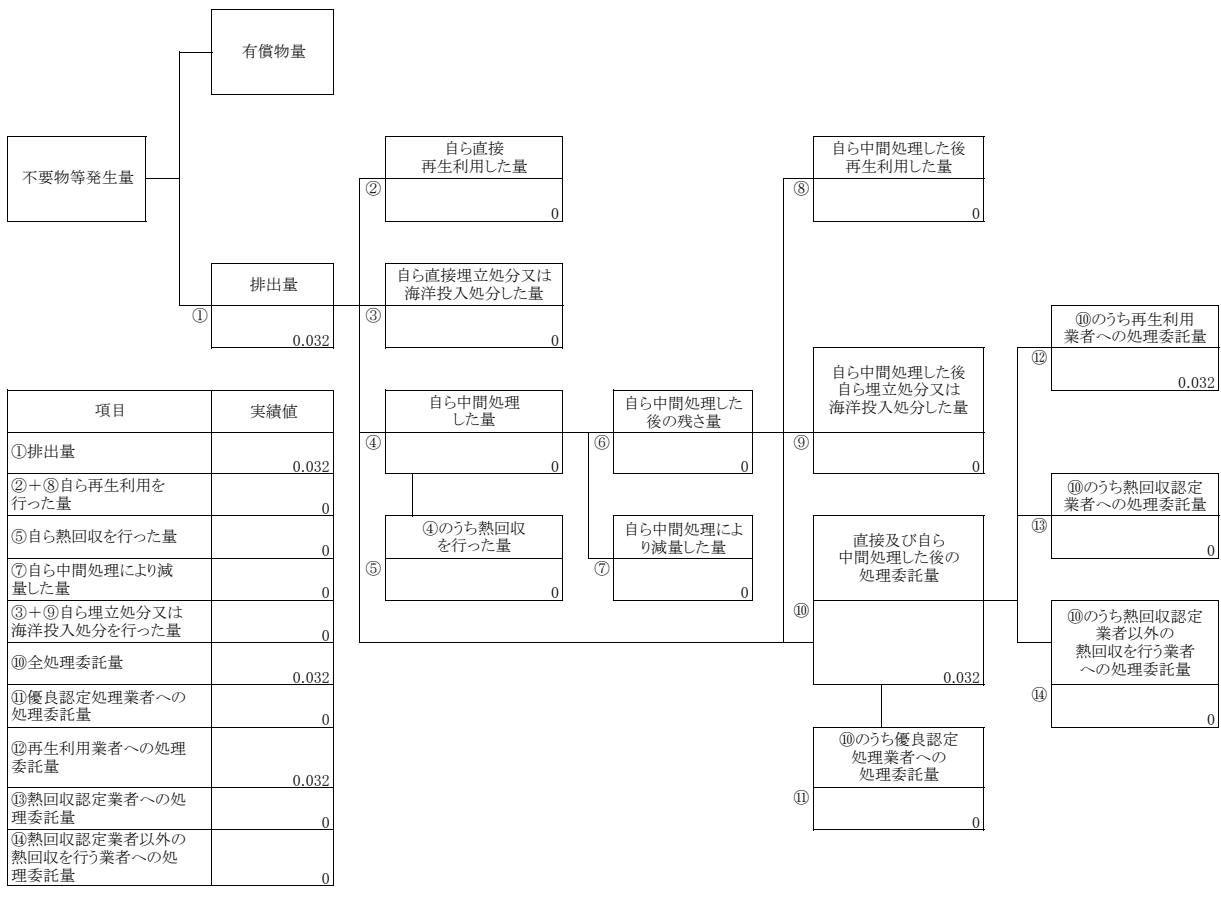 有償物量
不要物等発生量
排出量
①
0.032
自ら直接
再生利用した量
②
0
自ら直接埋立処分又は
海洋投入処分した量
③
0
自ら中間処理
した量
④
0
④のうち熱回収
を行った量
⑤
0
自ら中間処理した
後の残さ量
⑥
0
自ら中間処理によ
り減量した量
⑦
0
自ら中間処理した後
再生利用した量
⑧
0
自ら中間処理した後
自ら埋立処分又は
海洋投入処分した量
⑨
0
直接及び自ら
中間処理した後の
処理委託量
⑩
0.032
⑩のうち優良認定
処理業者への
処理委託量
⑪
0
⑩のうち再生利用
業者への処理委託量
⑫
0.032
⑩のうち熱回収認定
業者への処理委託量
⑬
0
⑩のうち熱回収認定
業者以外の
熱回収を行う業者
への処理委託量
⑭
0
項目 実績値
①排出量
0.032
②＋⑧自ら再生利用を
行った量
0
⑤自ら熱回収を行った量
0
⑦自ら中間処理により減
量した量
0
③＋⑨自ら埋立処分又は
海洋投入処分を行った量
0
⑩全処理委託量
0.032
⑪優良認定処理業者への
処理委託量
0
⑫再生利用業者への処理
委託量
0.032
⑬熱回収認定業者への処
理委託量
0
⑭熱回収認定業者以外の
熱回収を行う業者への処
理委託量
0